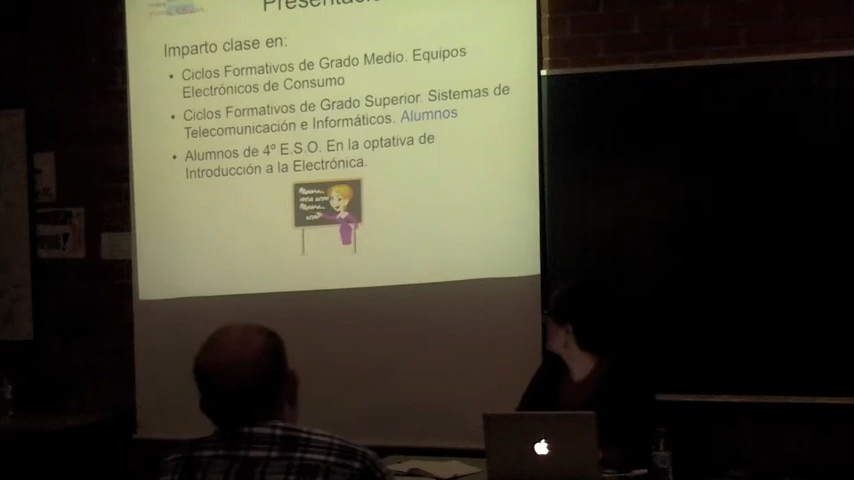 Presentación
Imparto clase en:
• Ciclos Formativos de Grado Medio. Equipos
Electrónicos de Consumo
• Ciclos Formativos de Grado Superior. Sistemas de
Telecomunicación e Informáticos. Alumnos
• Alumnos de 4º E.S.O. En la optativa de
Introducción a la Electrónica.